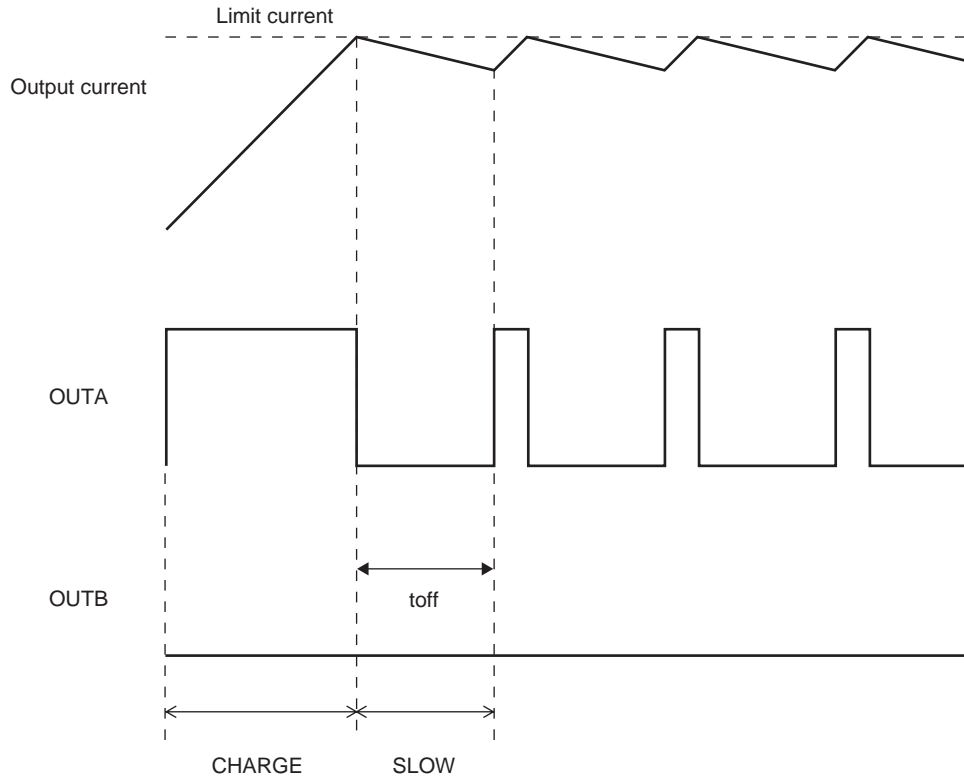 Limit current
Output current
OUTA
OUTB
toff
CHARGE
SLOW